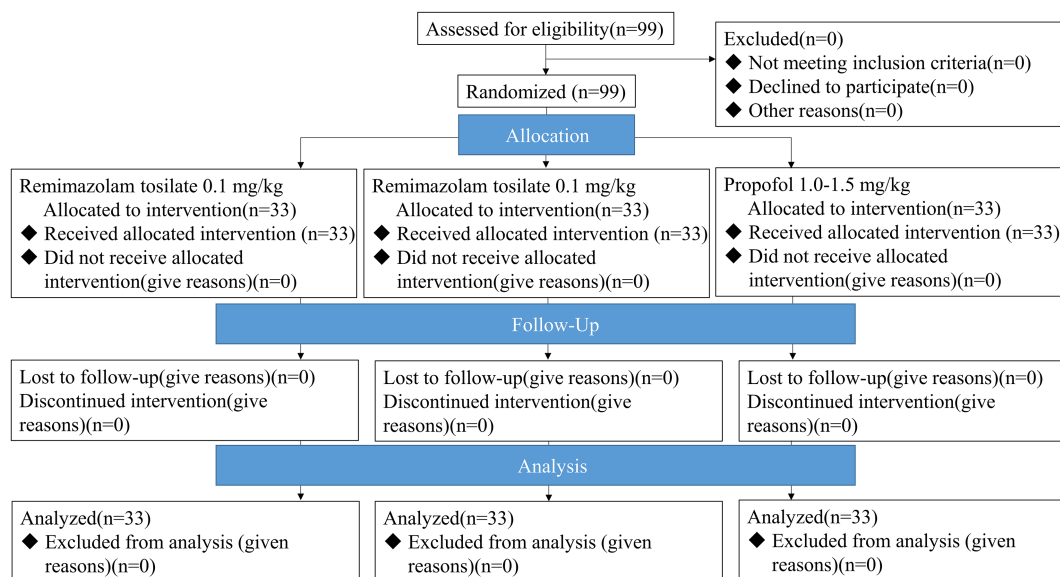 Assessed for eligibility(n=99)
Excluded(n=0)
◆ Not meeting inclusion criteria(n=0)
◆ Declined to participate(n=0)
◆ Other reasons(n=0)
Randomized (n=99)
Allocation
Remimazolam tosilate 0.1 mg/kg
Allocated to intervention(n=33)
◆ Received allocated intervention (n=33)
◆ Did not receive allocated
intervention(give reasons)(n=0)
Remimazolam tosilate 0.1 mg/kg
Allocated to intervention(n=33)
◆ Received allocated intervention (n=33)
◆ Did not receive allocated
intervention(give reasons)(n=0)
Propofol 1.0-1.5 mg/kg
Allocated to intervention(n=33)
◆ Received allocated intervention (n=33)
◆ Did not receive allocated
intervention(give reasons)(n=0)
Follow-Up
Lost to follow-up(give reasons)(n=0)
Discontinued intervention(give
reasons)(n=0)
Lost to follow-up(give reasons)(n=0)
Discontinued intervention(give
reasons)(n=0)
Lost to follow-up(give reasons)(n=0)
Discontinued intervention(give
reasons)(n=0)
Analysis
Analyzed(n=33)
◆ Excluded from analysis (given
reasons)(n=0)
Analyzed(n=33)
◆ Excluded from analysis (given
reasons)(n=0)
Analyzed(n=33)
◆ Excluded from analysis (given
reasons)(n=0)